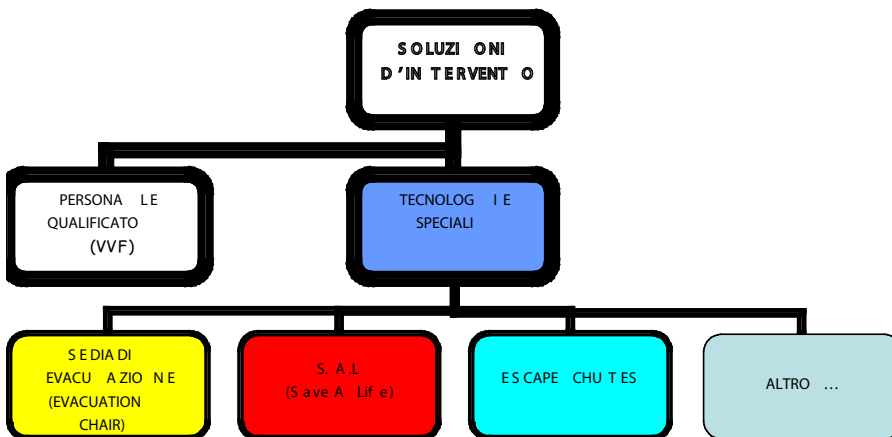 SOLUZIONI
D'INTERVENTO
PERSONALE
QUALIFICATO
(VVF)
TECNOLOGIE
SPECIALI
SEDIA DI
EVACUAZIONE
(EVACUATION
CHAIR)
S.A.L
(Save A Life)
ESCAPE CHUTES
ALTRO ...